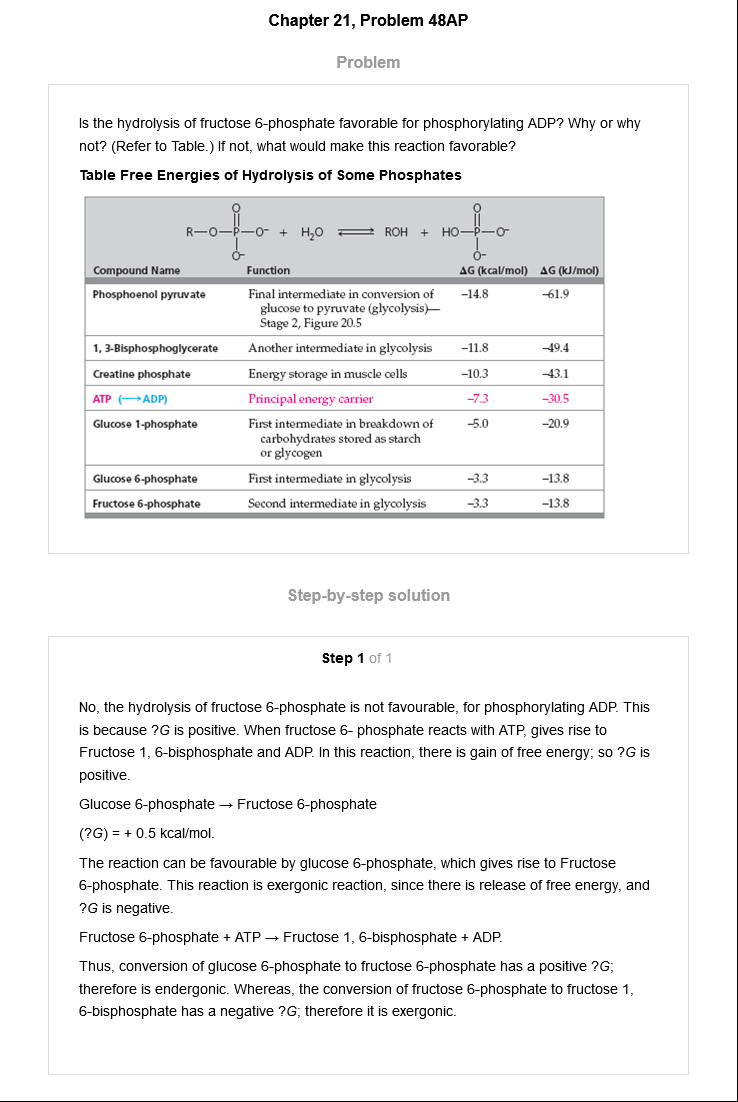 Chapter 21, Problem 48AP
Problem
Is the hydrolysis of fructose 6-phosphate favorable for phosphorylating ADP? Why or why
not? (Refer to Table.) If not, what would make this reaction favorable?
Table Free Energies of Hydrolysis of Some Phosphates
O O
R—O—P—O⁻ + H₂O ⇌ ROH + HO—P—O⁻
O⁻ O⁻
Compound Name Function ΔG (kcal/mol) ΔG (kJ/mol)
Phosphoenol pyruvate Final intermediate in conversion of −14.8 −61.9
glucose to pyruvate (glycolysis)—
Stage 2, Figure 20.5
1, 3-Bisphosphoglycerate Another intermediate in glycolysis −11.8 −49.4
Creatine phosphate Energy storage in muscle cells −10.3 −43.1
ATP (⟶ADP) Principal energy carrier −7.3 −30.5
Glucose 1-phosphate First intermediate in breakdown of −5.0 −20.9
carbohydrates stored as starch
or glycogen
Glucose 6-phosphate First intermediate in glycolysis −3.3 −13.8
Fructose 6-phosphate Second intermediate in glycolysis −3.3 −13.8
Step-by-step solution
Step 1 of 1
No, the hydrolysis of fructose 6-phosphate is not favourable, for phosphorylating ADP. This
is because ?G is positive. When fructose 6- phosphate reacts with ATP, gives rise to
Fructose 1, 6-bisphosphate and ADP. In this reaction, there is gain of free energy; so ?G is
positive.
Glucose 6-phosphate → Fructose 6-phosphate
(?G) = + 0.5 kcal/mol.
The reaction can be favourable by glucose 6-phosphate, which gives rise to Fructose
6-phosphate. This reaction is exergonic reaction, since there is release of free energy, and
?G is negative.
Fructose 6-phosphate + ATP → Fructose 1, 6-bisphosphate + ADP.
Thus, conversion of glucose 6-phosphate to fructose 6-phosphate has a positive ?G;
therefore is endergonic. Whereas, the conversion of fructose 6-phosphate to fructose 1,
6-bisphosphate has a negative ?G; therefore it is exergonic.